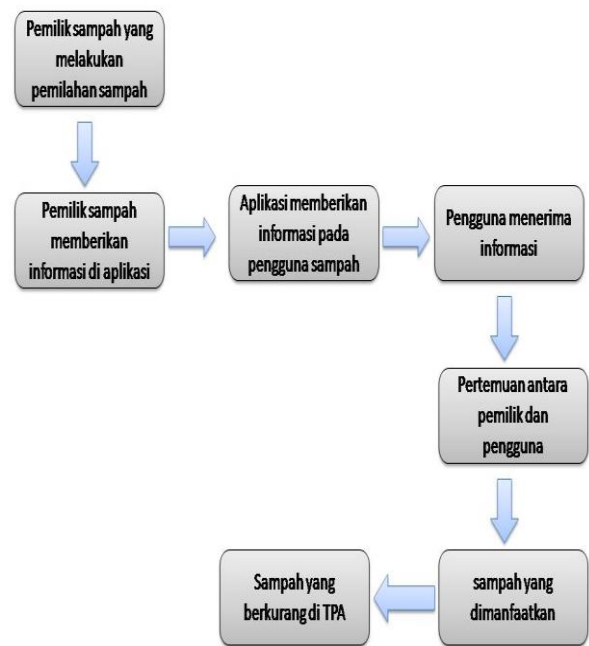 Pemilik sampah yang
melakukan
pemilahan sampah
Pemilik sampah
memberikan
informasi di aplikasi
Aplikasi memberikan
informasi pada
pengguna sampah
Pengguna menerima
informasi
Pertemuan antara
pemilik dan
pengguna
sampah yang
dimanfaatkan
Sampah yang
berkurang di TPA